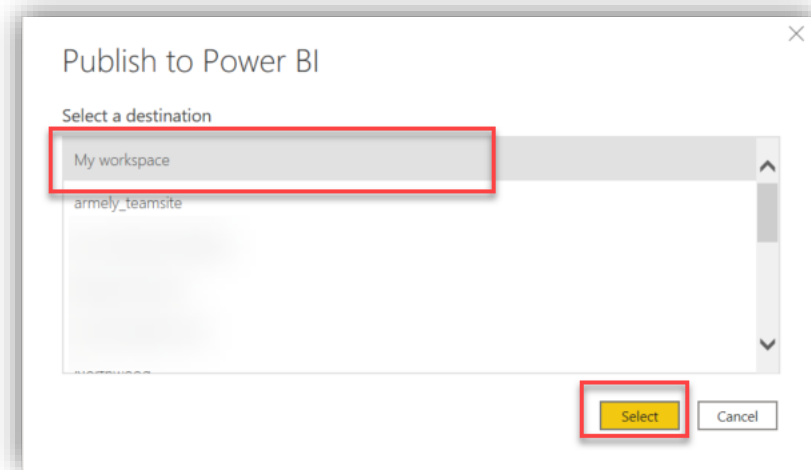 Publish to Power BI
Select a destination
My workspace
armely_teamsite
Select
Cancel